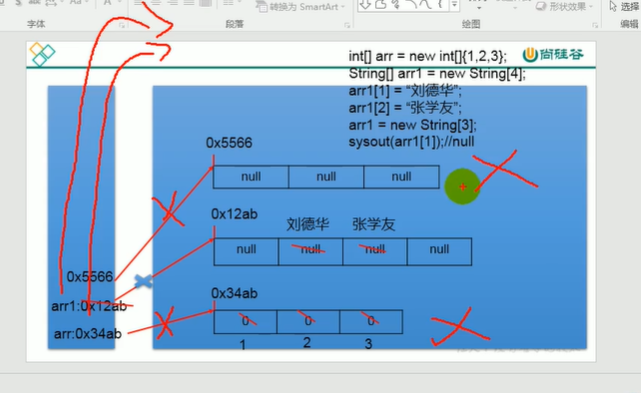 转换为 SmartArt
形状效果
选择
字体
段落
绘图
编辑
尚硅谷
int[] arr = new int[]{1,2,3};
String[] arr1 = new String[4];
arr1[1] = “刘德华”;
arr1[2] = “张学友”;
arr1 = new String[3];
sysout(arr1[1]);//null
0x5566
null null null
0x12ab
刘德华 张学友
null null null null
0x5566
0x34ab
arr1:0x12ab
0 0 0
arr:0x34ab
1 2 3